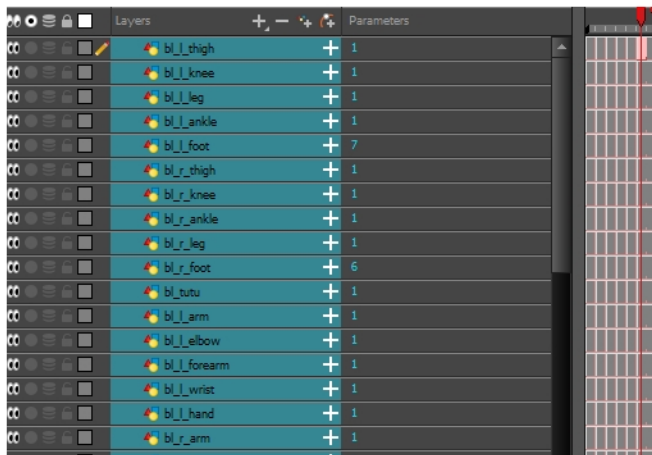 Layers Parameters
bl_l_thigh 1
bl_l_knee 1
bl_l_leg 1
bl_l_ankle 1
bl_l_foot 7
bl_r_thigh 1
bl_r_knee 1
bl_r_ankle 1
bl_r_leg 1
bl_r_foot 6
bl_tutu 1
bl_l_arm 1
bl_l_elbow 1
bl_l_forearm 1
bl_l_wrist 1
bl_l_hand 1
bl_r_arm 1